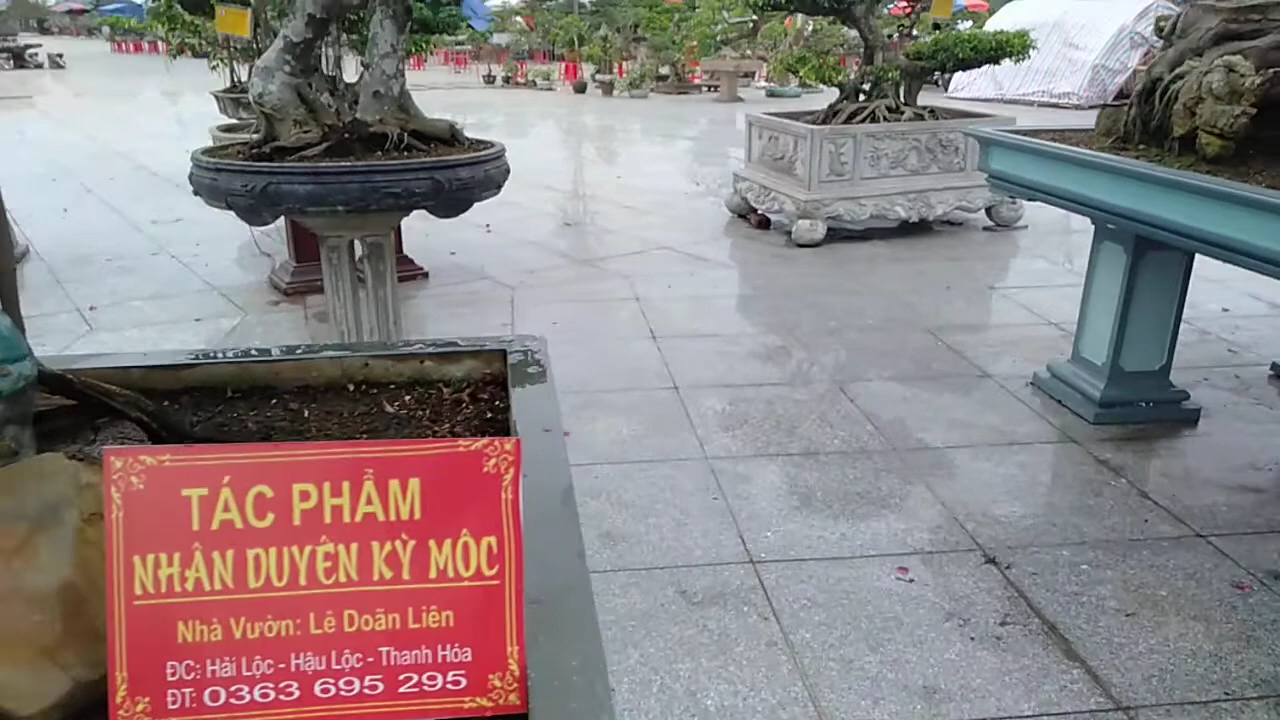 TÁC PHẨM
NHÂN DUYÊN KỲ MỘC
Nhà Vườn: Lê Doãn Liên
ĐC: Hải Lộc - Hậu Lộc - Thanh Hóa
ĐT: 0363 695 295